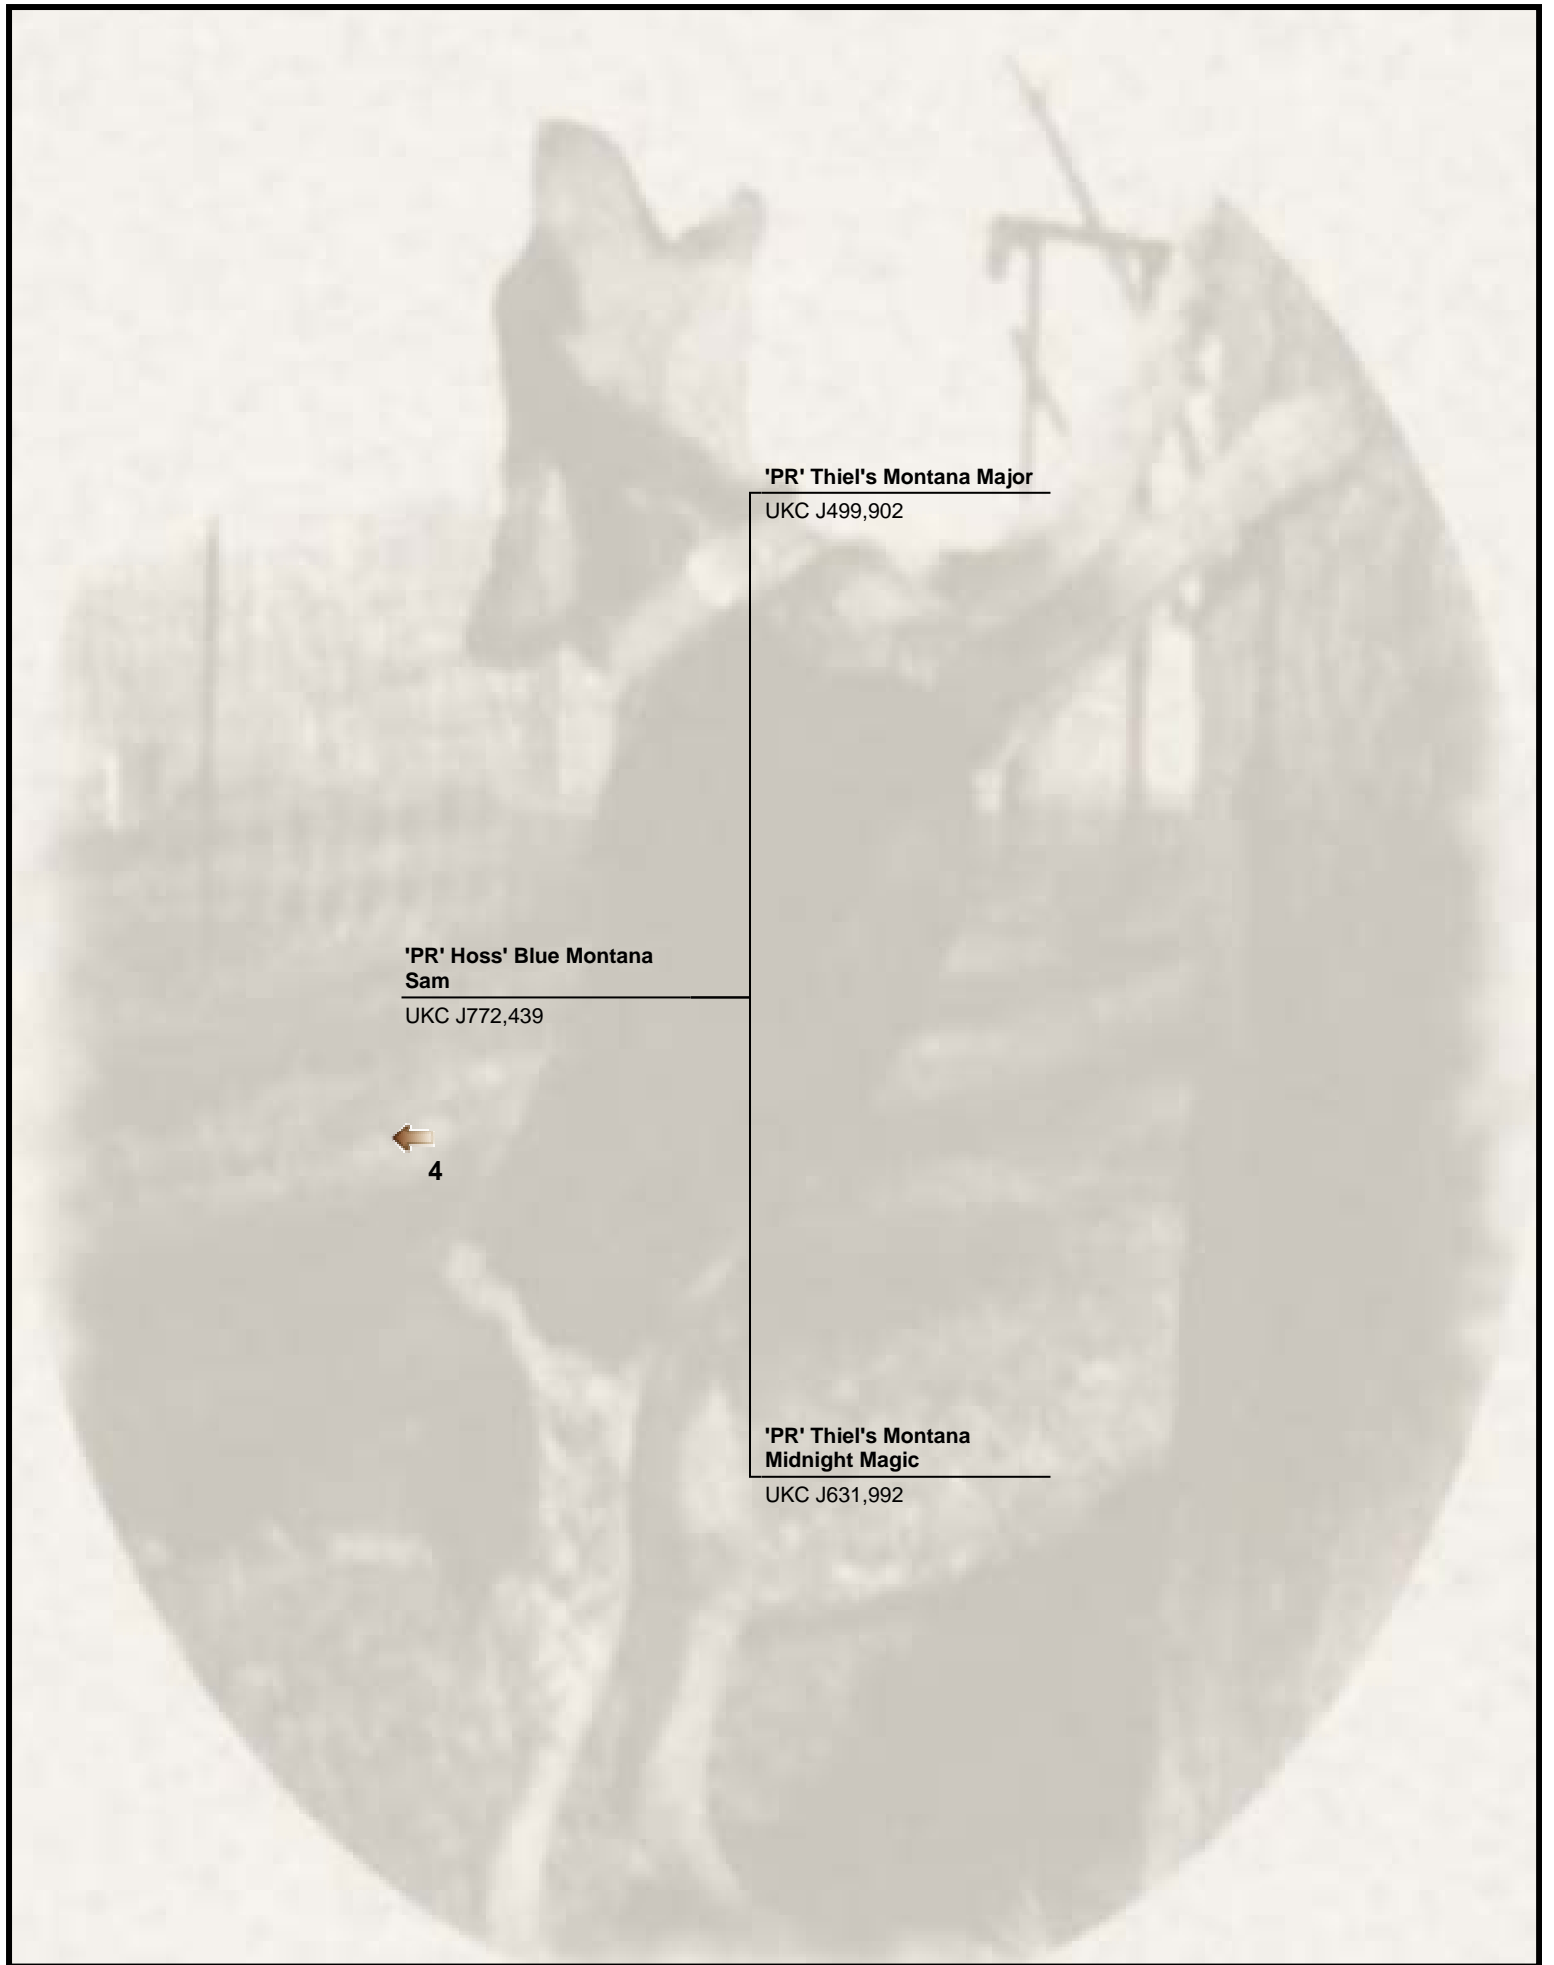 'PR' Thiel's Montana Major
UKC J499,902
'PR' Hoss' Blue Montana
Sam
UKC J772,439
4
'PR' Thiel's Montana
Midnight Magic
UKC J631,992